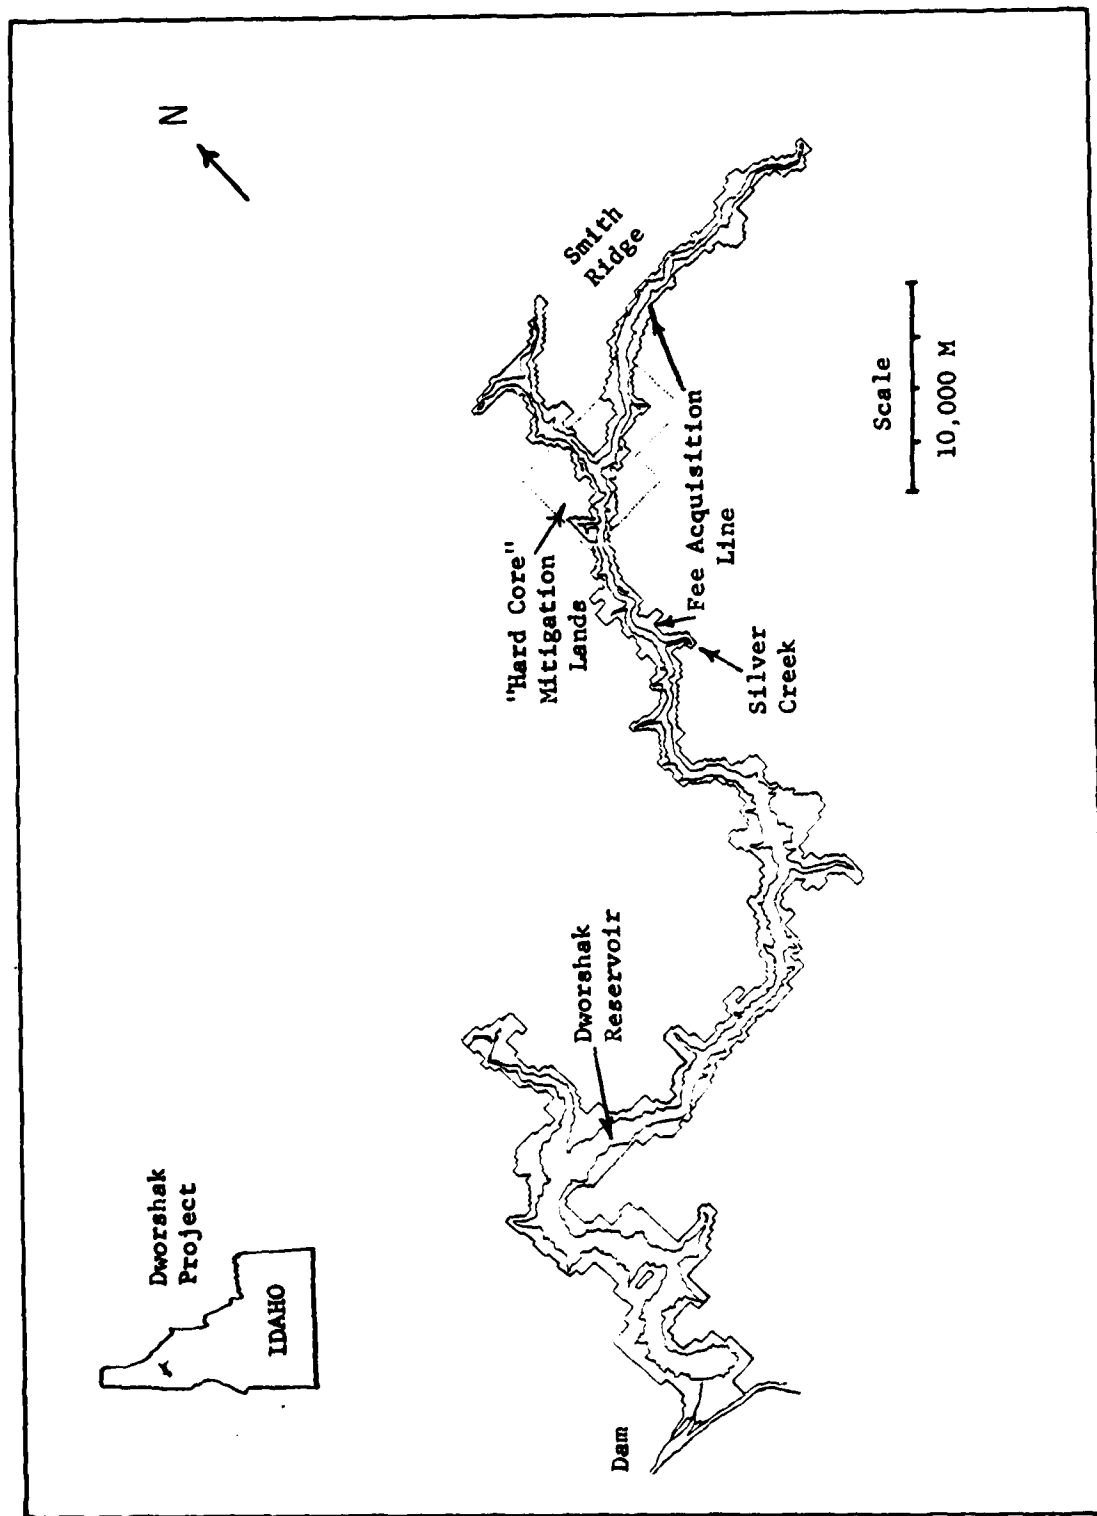 Dworshak
Project
IDAHO
N
Smith
Ridge
"Hard Core"
Mitigation
Lands
Fee Acquisition
Line
Silver
Creek
Dworshak
Reservoir
Dam
Scale
10,000 M